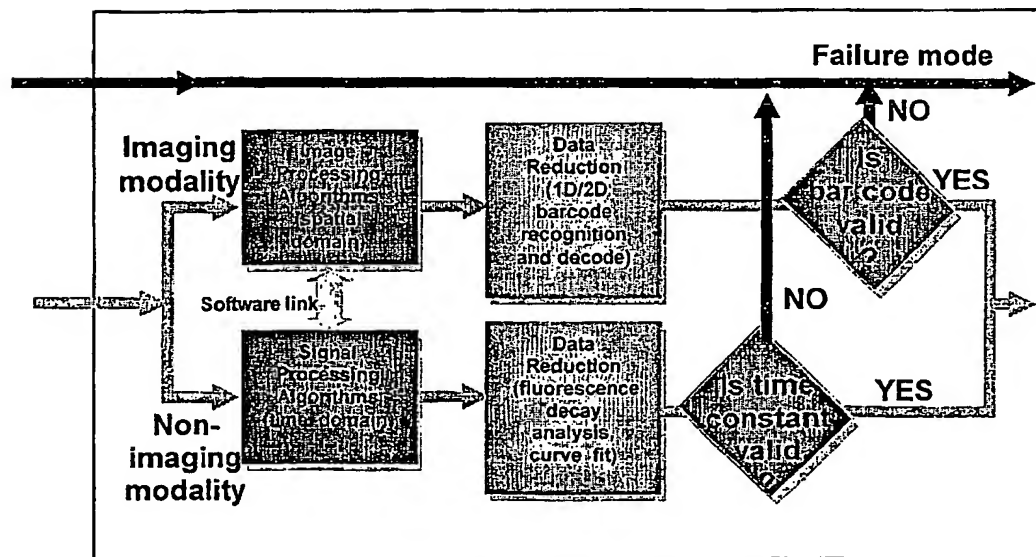 Failure mode
NO
Imaging
modality
Image
Processing
Algorithms
(spatial
domain)
Data
Reduction
(1D/2D
barcode
recognition
and decode)
Is
bar code
valid
?
YES
Software link
NO
Signal
Processing
Algorithms
(time domain)
Data
Reduction
(fluorescence
decay
analysis
curve fit)
Is time
constant
valid
?
YES
Non-
imaging
modality